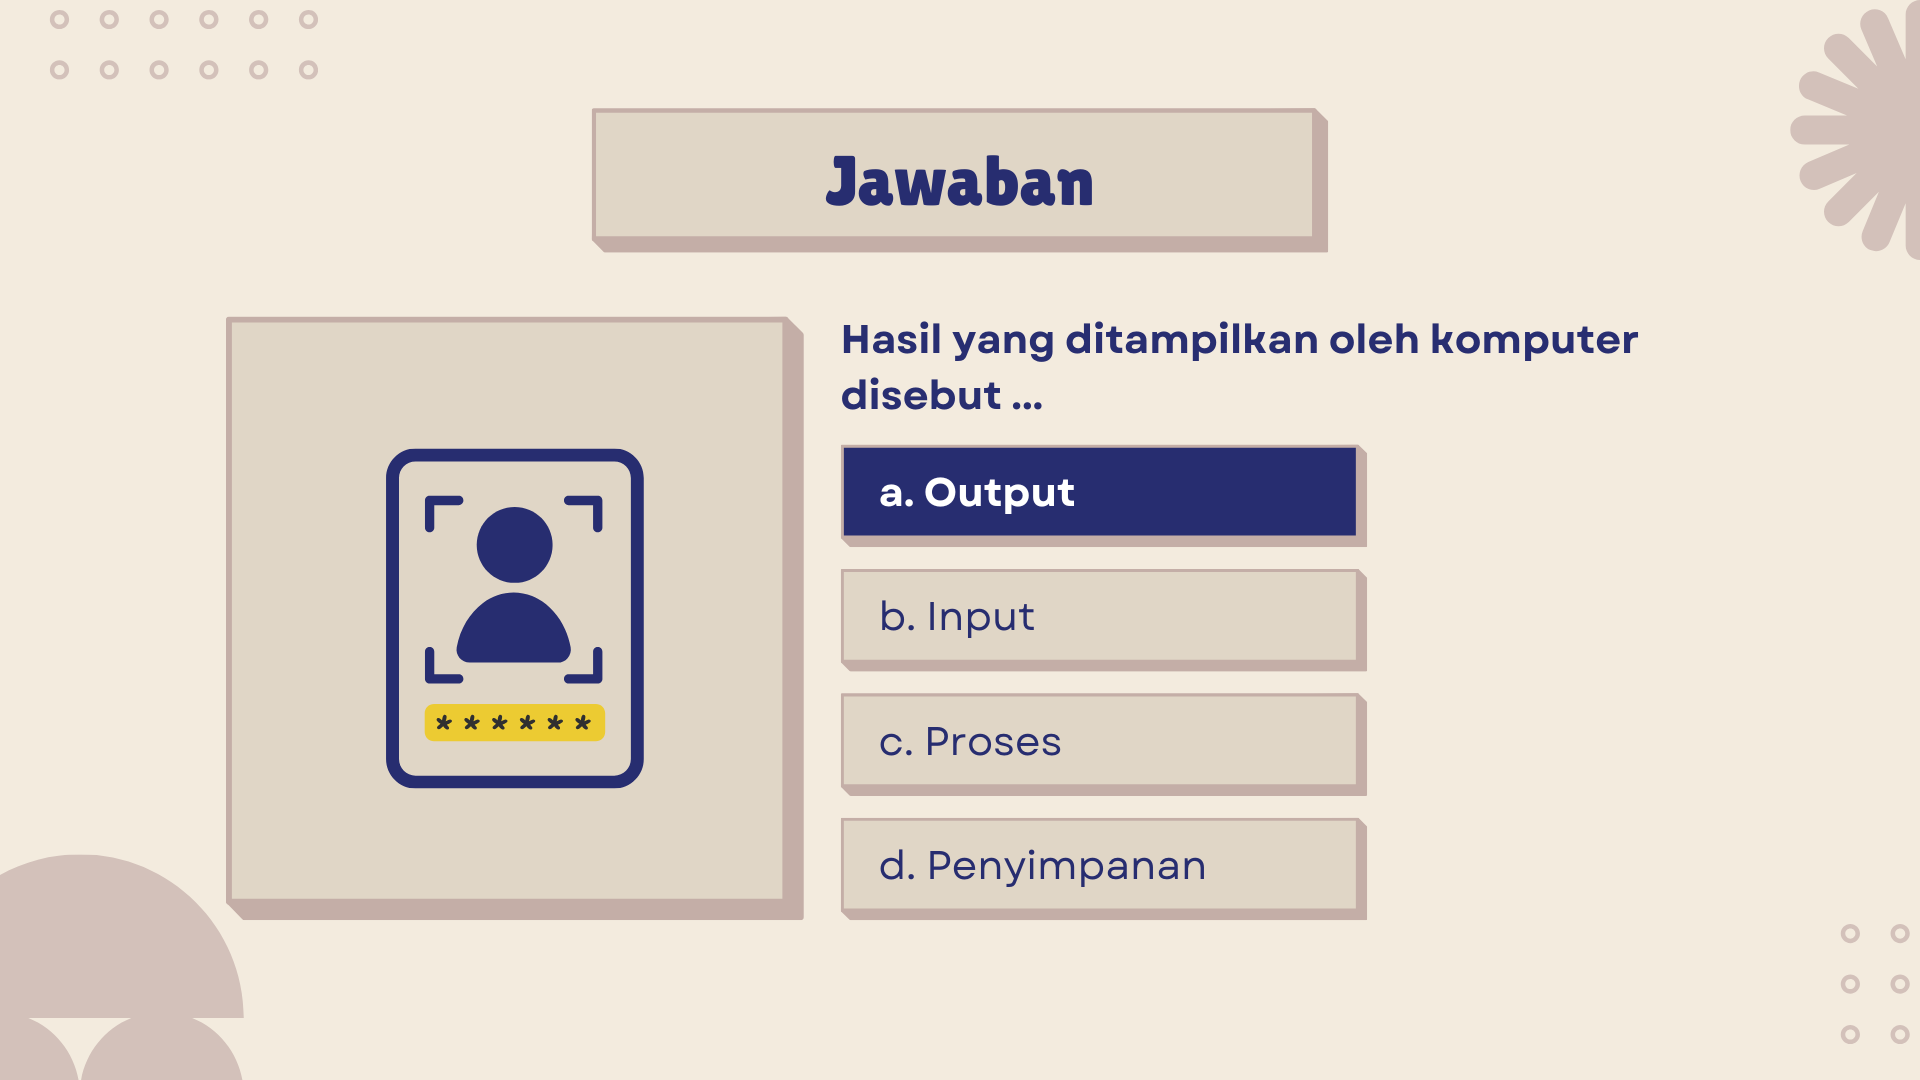 Jawaban
Hasil yang ditampilkan oleh komputer
disebut ...
a. Output
b. Input
c. Proses
d. Penyimpanan
******